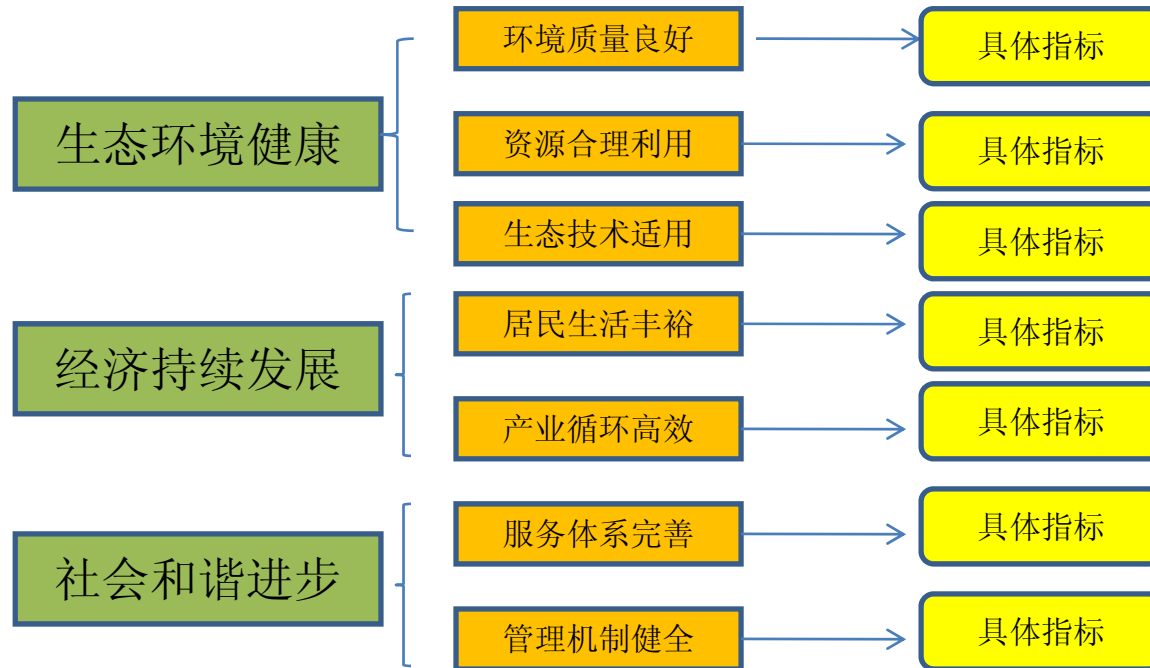 生态环境健康
环境质量良好
具体指标
资源合理利用
具体指标
生态技术适用
具体指标
经济持续发展
居民生活丰裕
具体指标
产业循环高效
具体指标
社会和谐进步
服务体系完善
具体指标
管理机制健全
具体指标